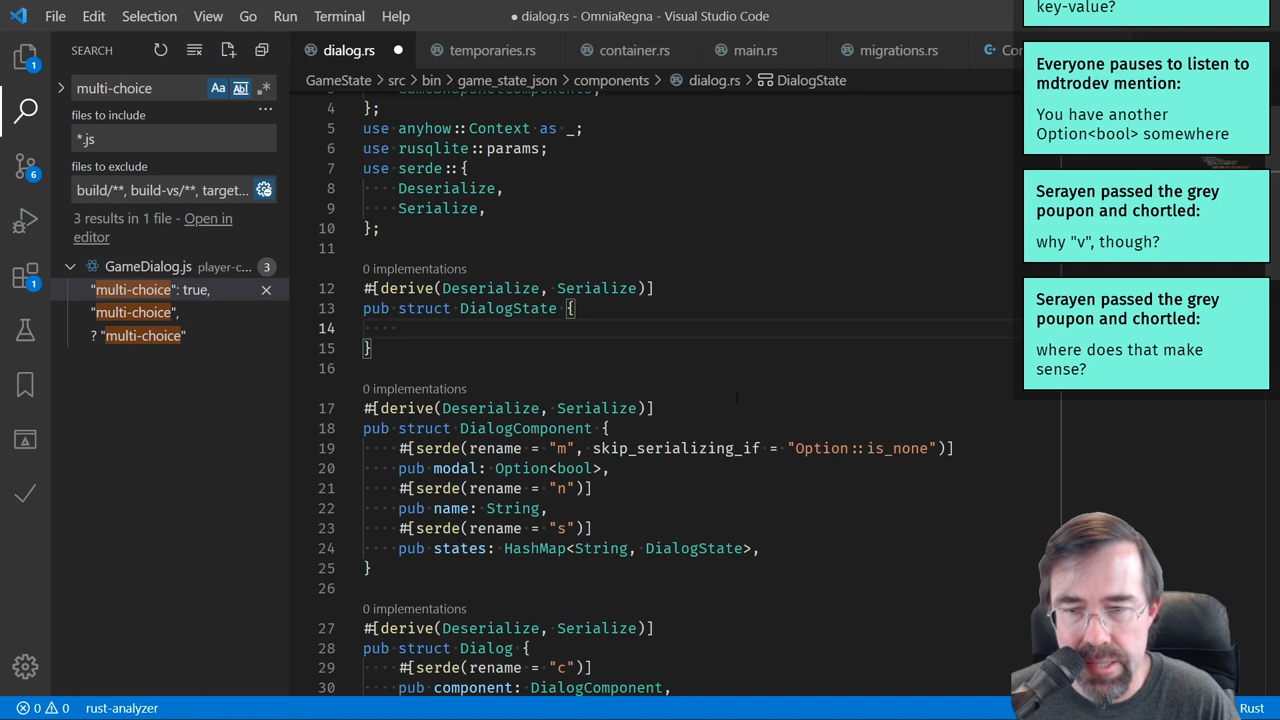 File Edit Selection View Go Run Terminal Help
● dialog.rs - OmniaRegna - Visual Studio Code
SEARCH
multi-choice
Aa
files to include
*.js
files to exclude
build/**, build-vs/**, target...
3 results in 1 file - Open in
editor
GameDialog.js player-c... 3
"multi-choice": true,
"multi-choice",
? "multi-choice"
1
6
1
dialog.rs temporaries.rs container.rs main.rs migrations.rs
GameState > src > bin > game_state_json > components > dialog.rs > DialogState
4 };
5 use anyhow::Context as _;
6 use rusqlite::params;
7 use serde::{
8 Deserialize,
9 Serialize,
10 };
11
0 implementations
12 #[derive(Deserialize, Serialize)]
13 pub struct DialogState {
14
15 }
16
0 implementations
17 #[derive(Deserialize, Serialize)]
18 pub struct DialogComponent {
19 #[serde(rename = "m", skip_serializing_if = "Option::is_none")]
20 pub modal: Option<bool>,
21 #[serde(rename = "n")]
22 pub name: String,
23 #[serde(rename = "s")]
24 pub states: HashMap<String, DialogState>,
25 }
26
0 implementations
27 #[derive(Deserialize, Serialize)]
28 pub struct Dialog {
29 #[serde(rename = "c")]
30 pub component: DialogComponent,
key-value?
Everyone pauses to listen to
mdtrodev mention:
You have another
Option<bool> somewhere
Serayen passed the grey
poupon and chortled:
why "v", though?
Serayen passed the grey
poupon and chortled:
where does that make
sense?
0 0 rust-analyzer
Rust